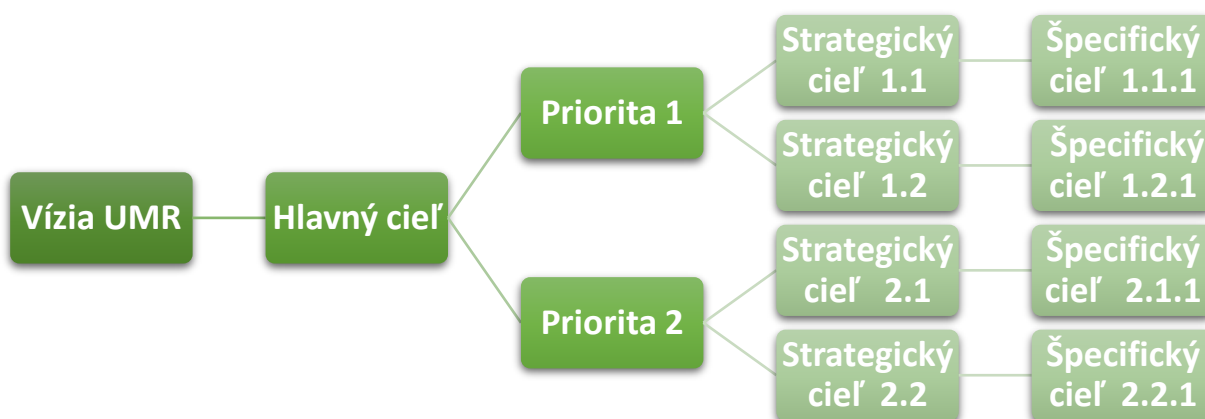 Vízia UMR
Hlavný cieľ
Priorita 1
Strategický
cieľ 1.1
Špecifický
cieľ 1.1.1
Strategický
cieľ 1.2
Špecifický
cieľ 1.2.1
Priorita 2
Strategický
cieľ 2.1
Špecifický
cieľ 2.1.1
Strategický
cieľ 2.2
Špecifický
cieľ 2.2.1